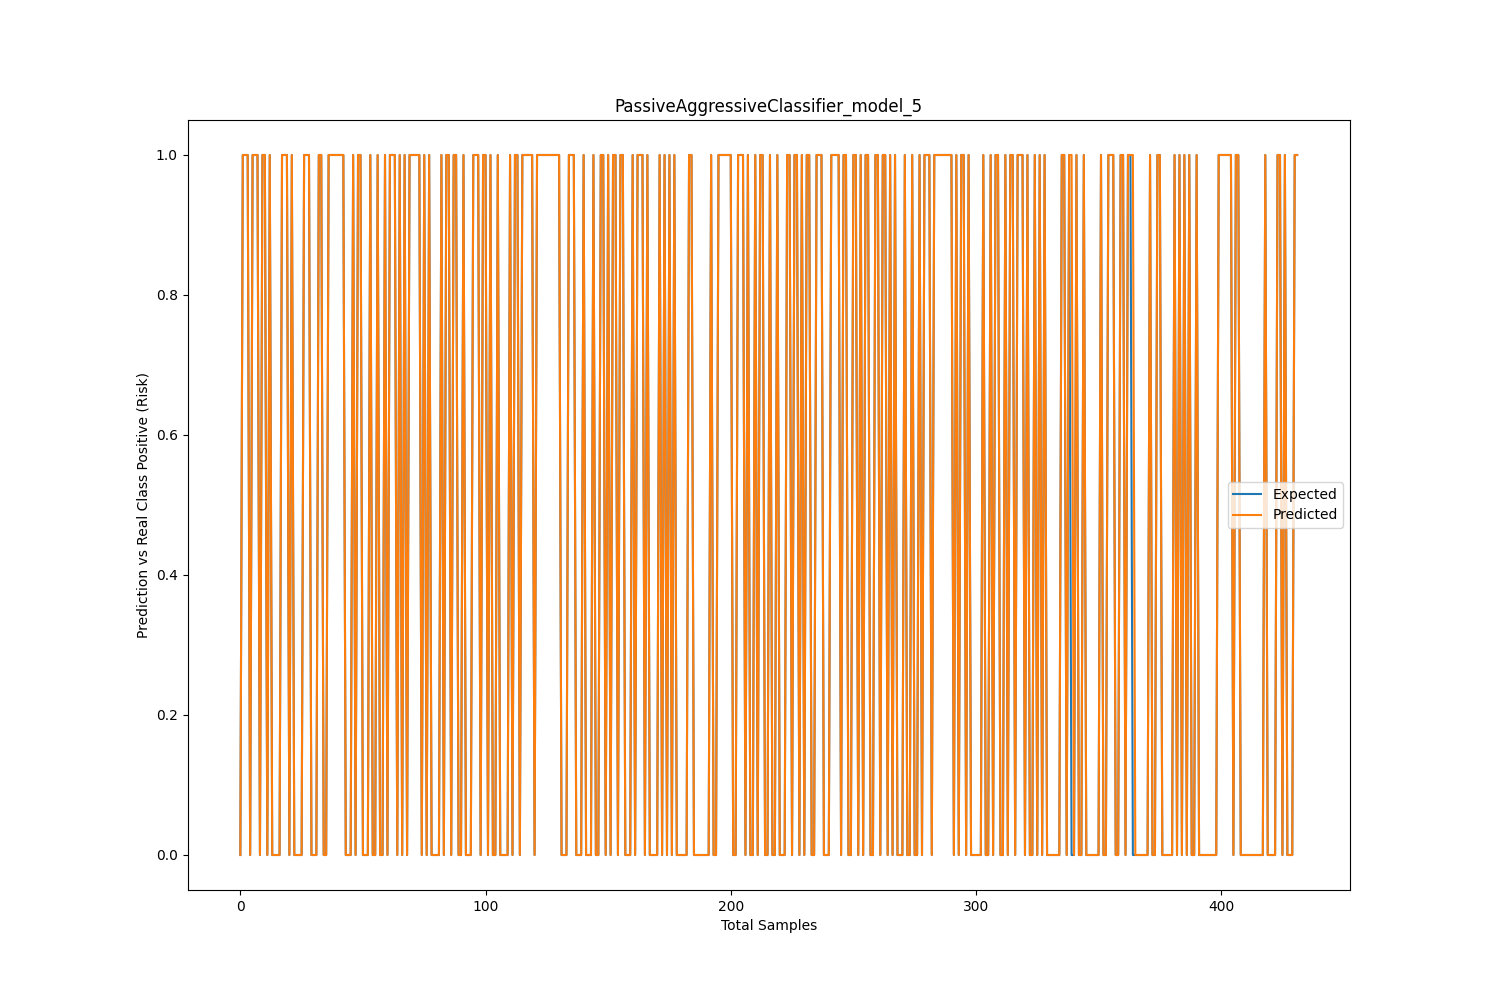 PassiveAggressiveClassifier_model_5
Prediction vs Real Class Positive (Risk)
1.0
0.8
0.6
0.4
0.2
0.0
Expected
Predicted
0 100 200 300 400
Total Samples